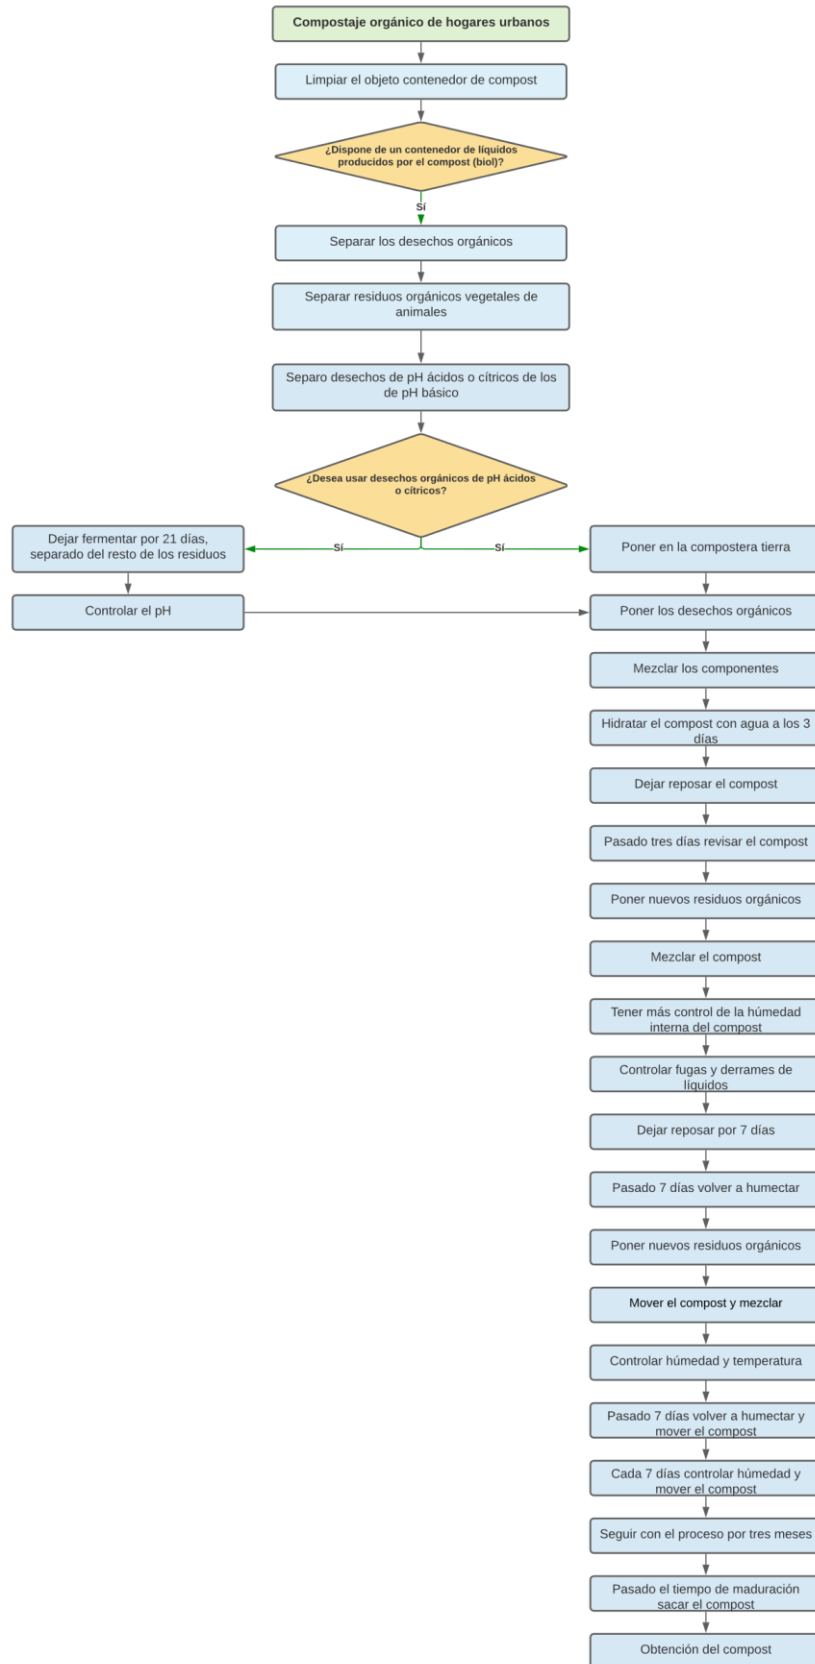 Compostaje orgánico de hogares urbanos
Limpiar el objeto contenedor de compost
¿Dispone de un contenedor de líquidos
producidos por el compost (biol)?
Sí
Separar los desechos orgánicos
Separar residuos orgánicos vegetales de
animales
Separo desechos de pH ácidos o cítricos de los
de pH básico
¿Desea usar desechos orgánicos de pH ácidos
o cítricos?
Sí
Sí
Dejar fermentar por 21 días,
separado del resto de los residuos
Controlar el pH
Poner en la compostera tierra
Poner los desechos orgánicos
Mezclar los componentes
Hidratar el compost con agua a los 3
días
Dejar reposar el compost
Pasado tres días revisar el compost
Poner nuevos residuos orgánicos
Mezclar el compost
Tener más control de la húmedad
interna del compost
Controlar fugas y derrames de
líquidos
Dejar reposar por 7 días
Pasado 7 días volver a humectar
Poner nuevos residuos orgánicos
Mover el compost y mezclar
Controlar húmedad y temperatura
Pasado 7 días volver a humectar y
mover el compost
Cada 7 días controlar húmedad y
mover el compost
Seguir con el proceso por tres meses
Pasado el tiempo de maduración
sacar el compost
Obtención del compost